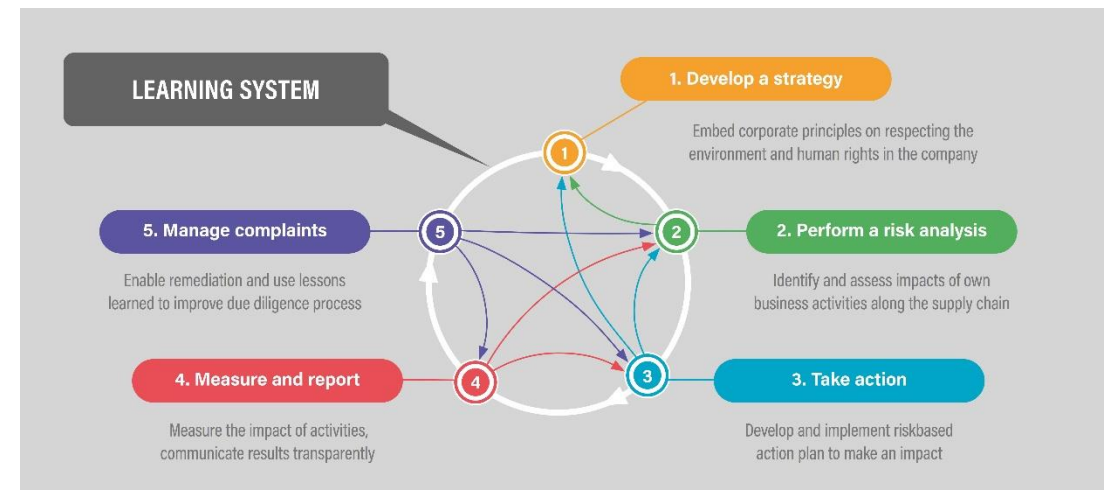 LEARNING SYSTEM
1. Develop a strategy
Embed corporate principles on respecting the
environment and human rights in the company
1
5. Manage complaints
5
2
2. Perform a risk analysis
Enable remediation and use lessons
learned to improve due diligence process
Identify and assess impacts of own
business activities along the supply chain
4. Measure and report
4
3
3. Take action
Measure the impact of activities,
communicate results transparently
Develop and implement riskbased
action plan to make an impact